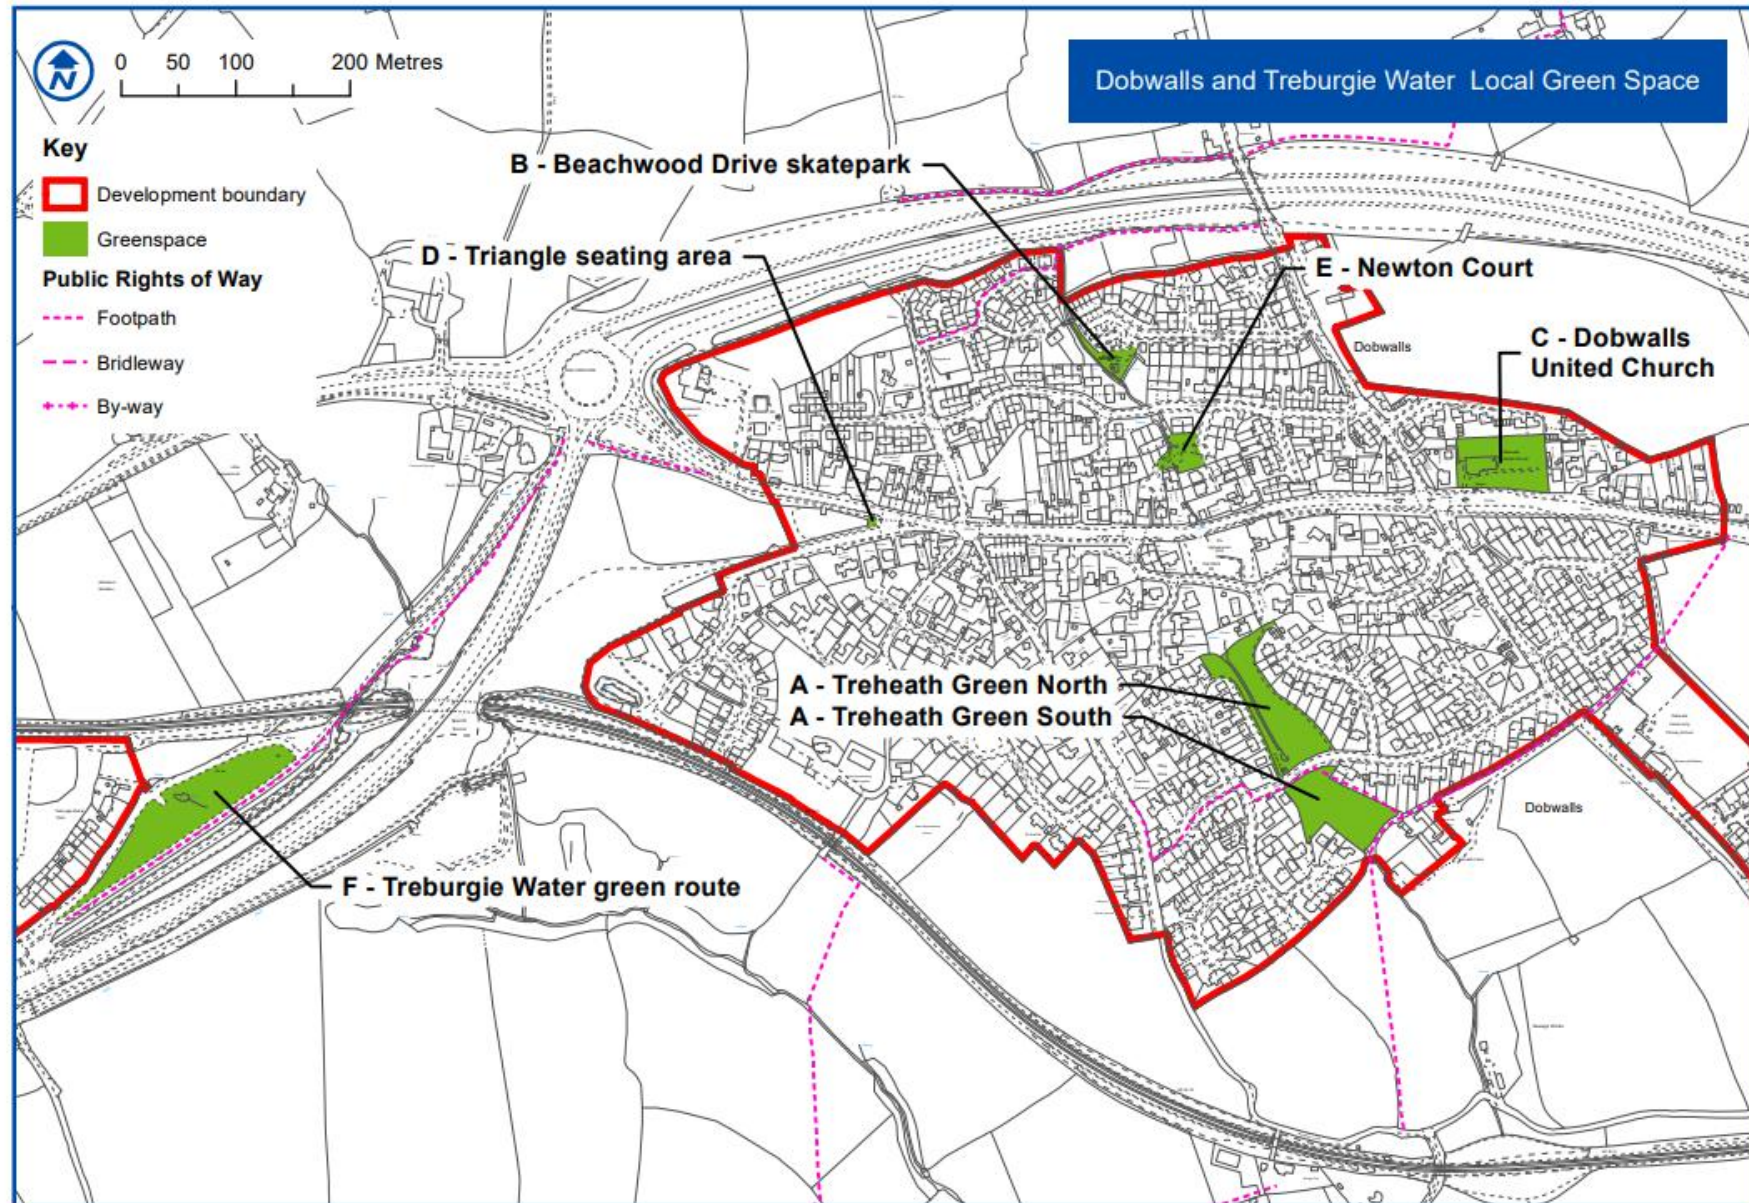 Dobwalls and Treburgie Water Local Green Space
N
0 50 100 200 Metres
Key
Development boundary
Greenspace
Public Rights of Way
Footpath
Bridleway
By-way
B - Beachwood Drive skatepark
D - Triangle seating area
E - Newton Court
Dobwalls
C - Dobwalls
United Church
A - Treheath Green North
A - Treheath Green South
Dobwalls
F - Treburgie Water green route